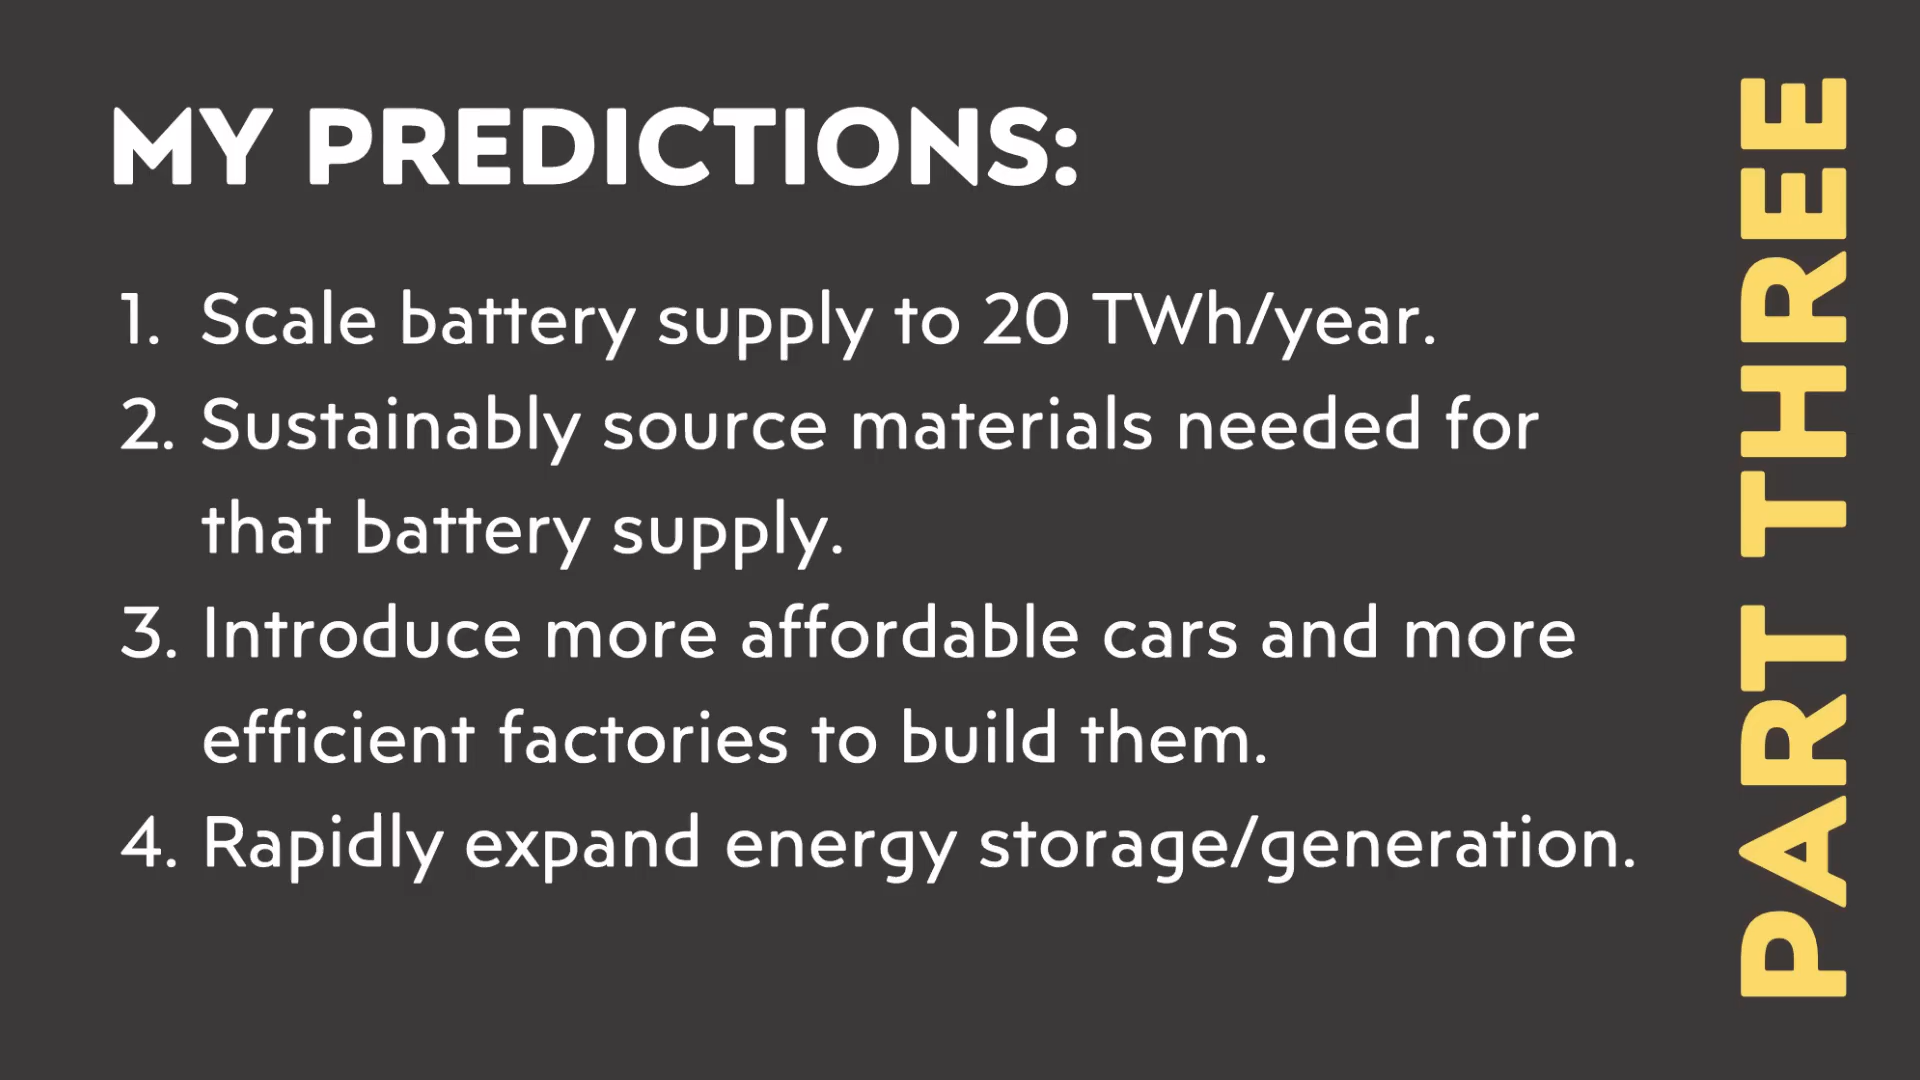 MY PREDICTIONS:
1. Scale battery supply to 20 TWh/year.
2. Sustainably source materials needed for
that battery supply.
3. Introduce more affordable cars and more
efficient factories to build them.
4. Rapidly expand energy storage/generation.
PART THREE